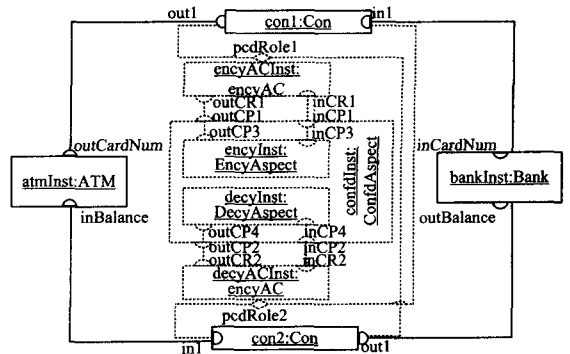 out1 con1:Con in1
pcdRole1
encyACInst:
encyAC
outCR1 inCR1
outCP1 inCP1
outCP3 inCP3
outCardNum inCardNum
encyInst:
EncyAspect
confdInst:
ConfdAspect
atmInst:ATM bankInst:Bank
inBalance outBalance
decyInst:
DecyAspect
outCP4 inCP4
outCP2 inCP2
outCR2 inCR2
decyACInst:
encyAC
pcdRole2
in1 con2:Con out1